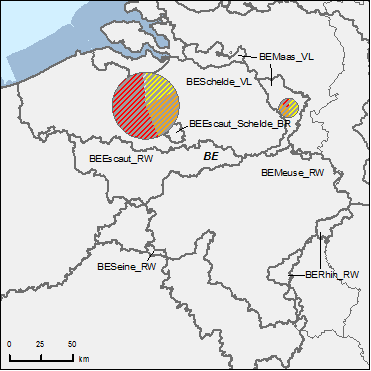 BEMaas_VL
BESchelde_VL
BEEscaut_Schelde_BR
BEEscaut_RW
BE
BEMeuse_RW
BESeine_RW
BERhin_RW
0 25 50
km